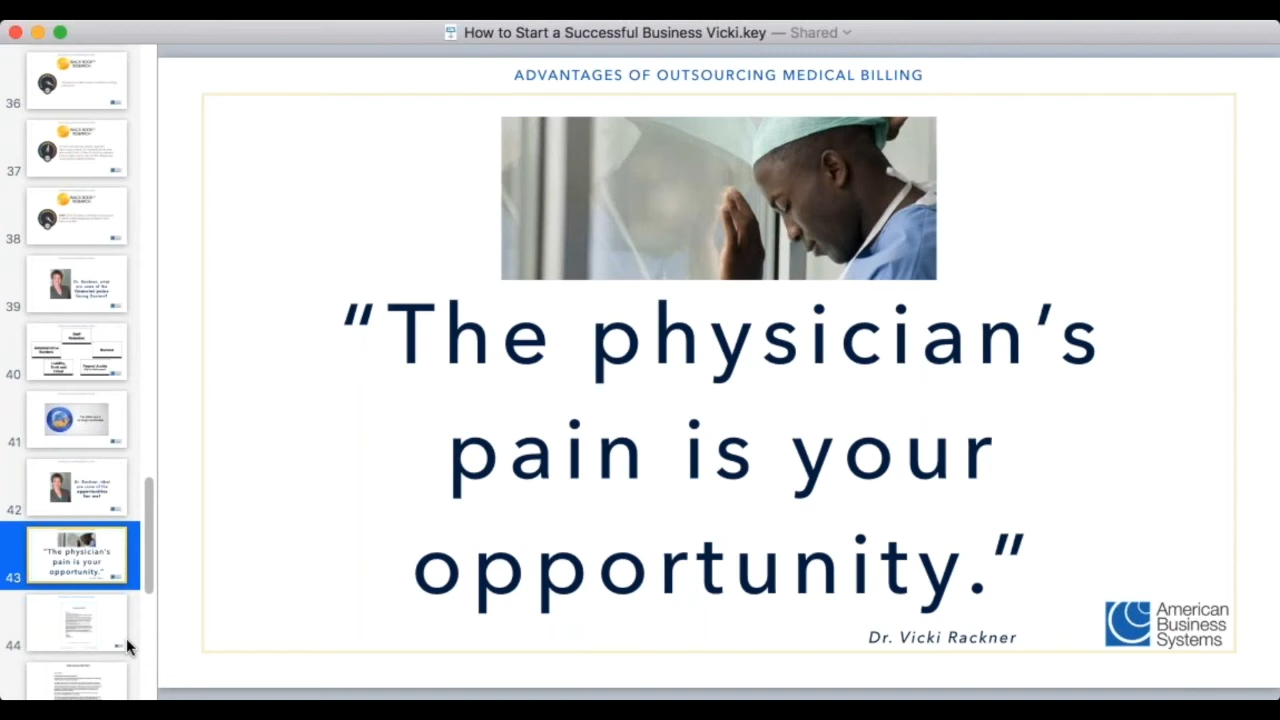 How to Start a Successful Business Vicki.key — Shared
ADVANTAGES OF OUTSOURCING MEDICAL BILLING
“The physician’s
pain is your
opportunity.”
Dr. Vicki Rackner
American
Business
Systems
36
37
38
39
40
41
42
43
“The physician’s
pain is your
opportunity.”
44